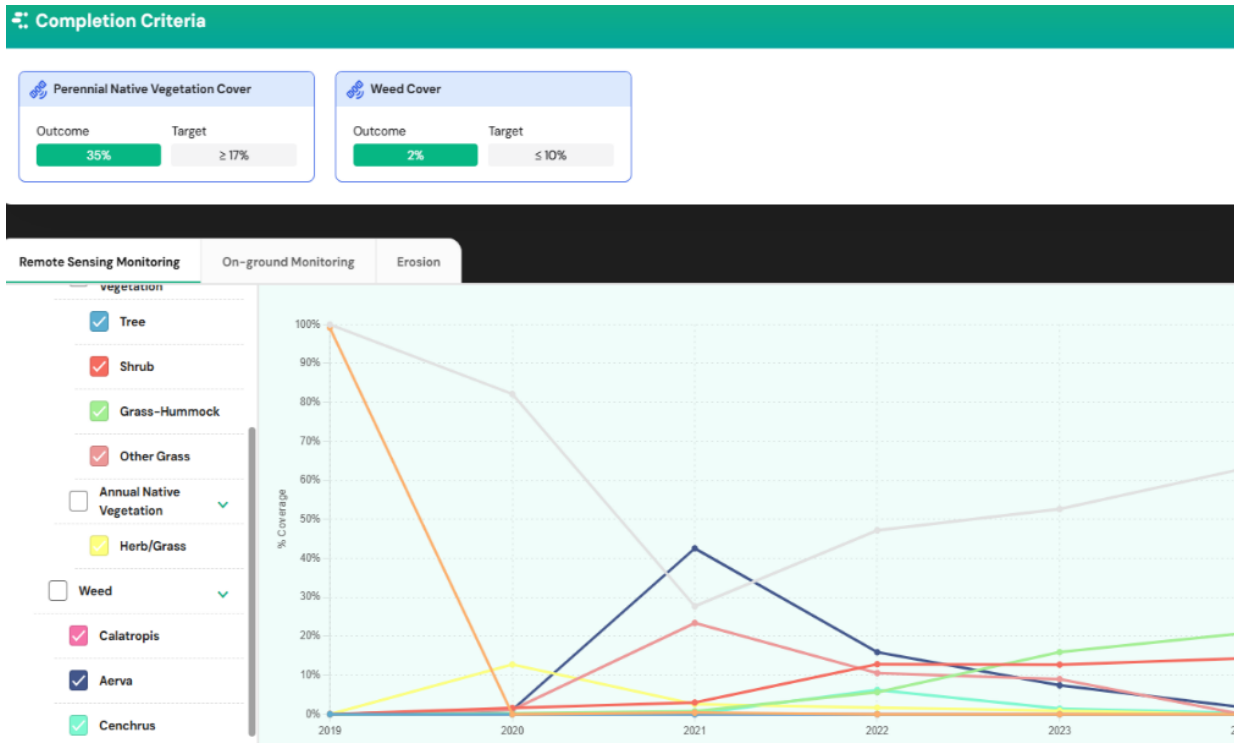 Completion Criteria
Perennial Native Vegetation Cover
Outcome Target
35% ≥ 17%
Weed Cover
Outcome Target
2% ≤ 10%
Remote Sensing Monitoring On-ground Monitoring Erosion
Vegetation
Tree
Shrub
Grass-Hummock
Other Grass
Annual Native
Vegetation
Herb/Grass
Weed
Calatropis
Aerva
Cenchrus
% Coverage
100%
90%
80%
70%
60%
50%
40%
30%
20%
10%
0%
2019 2020 2021 2022 2023